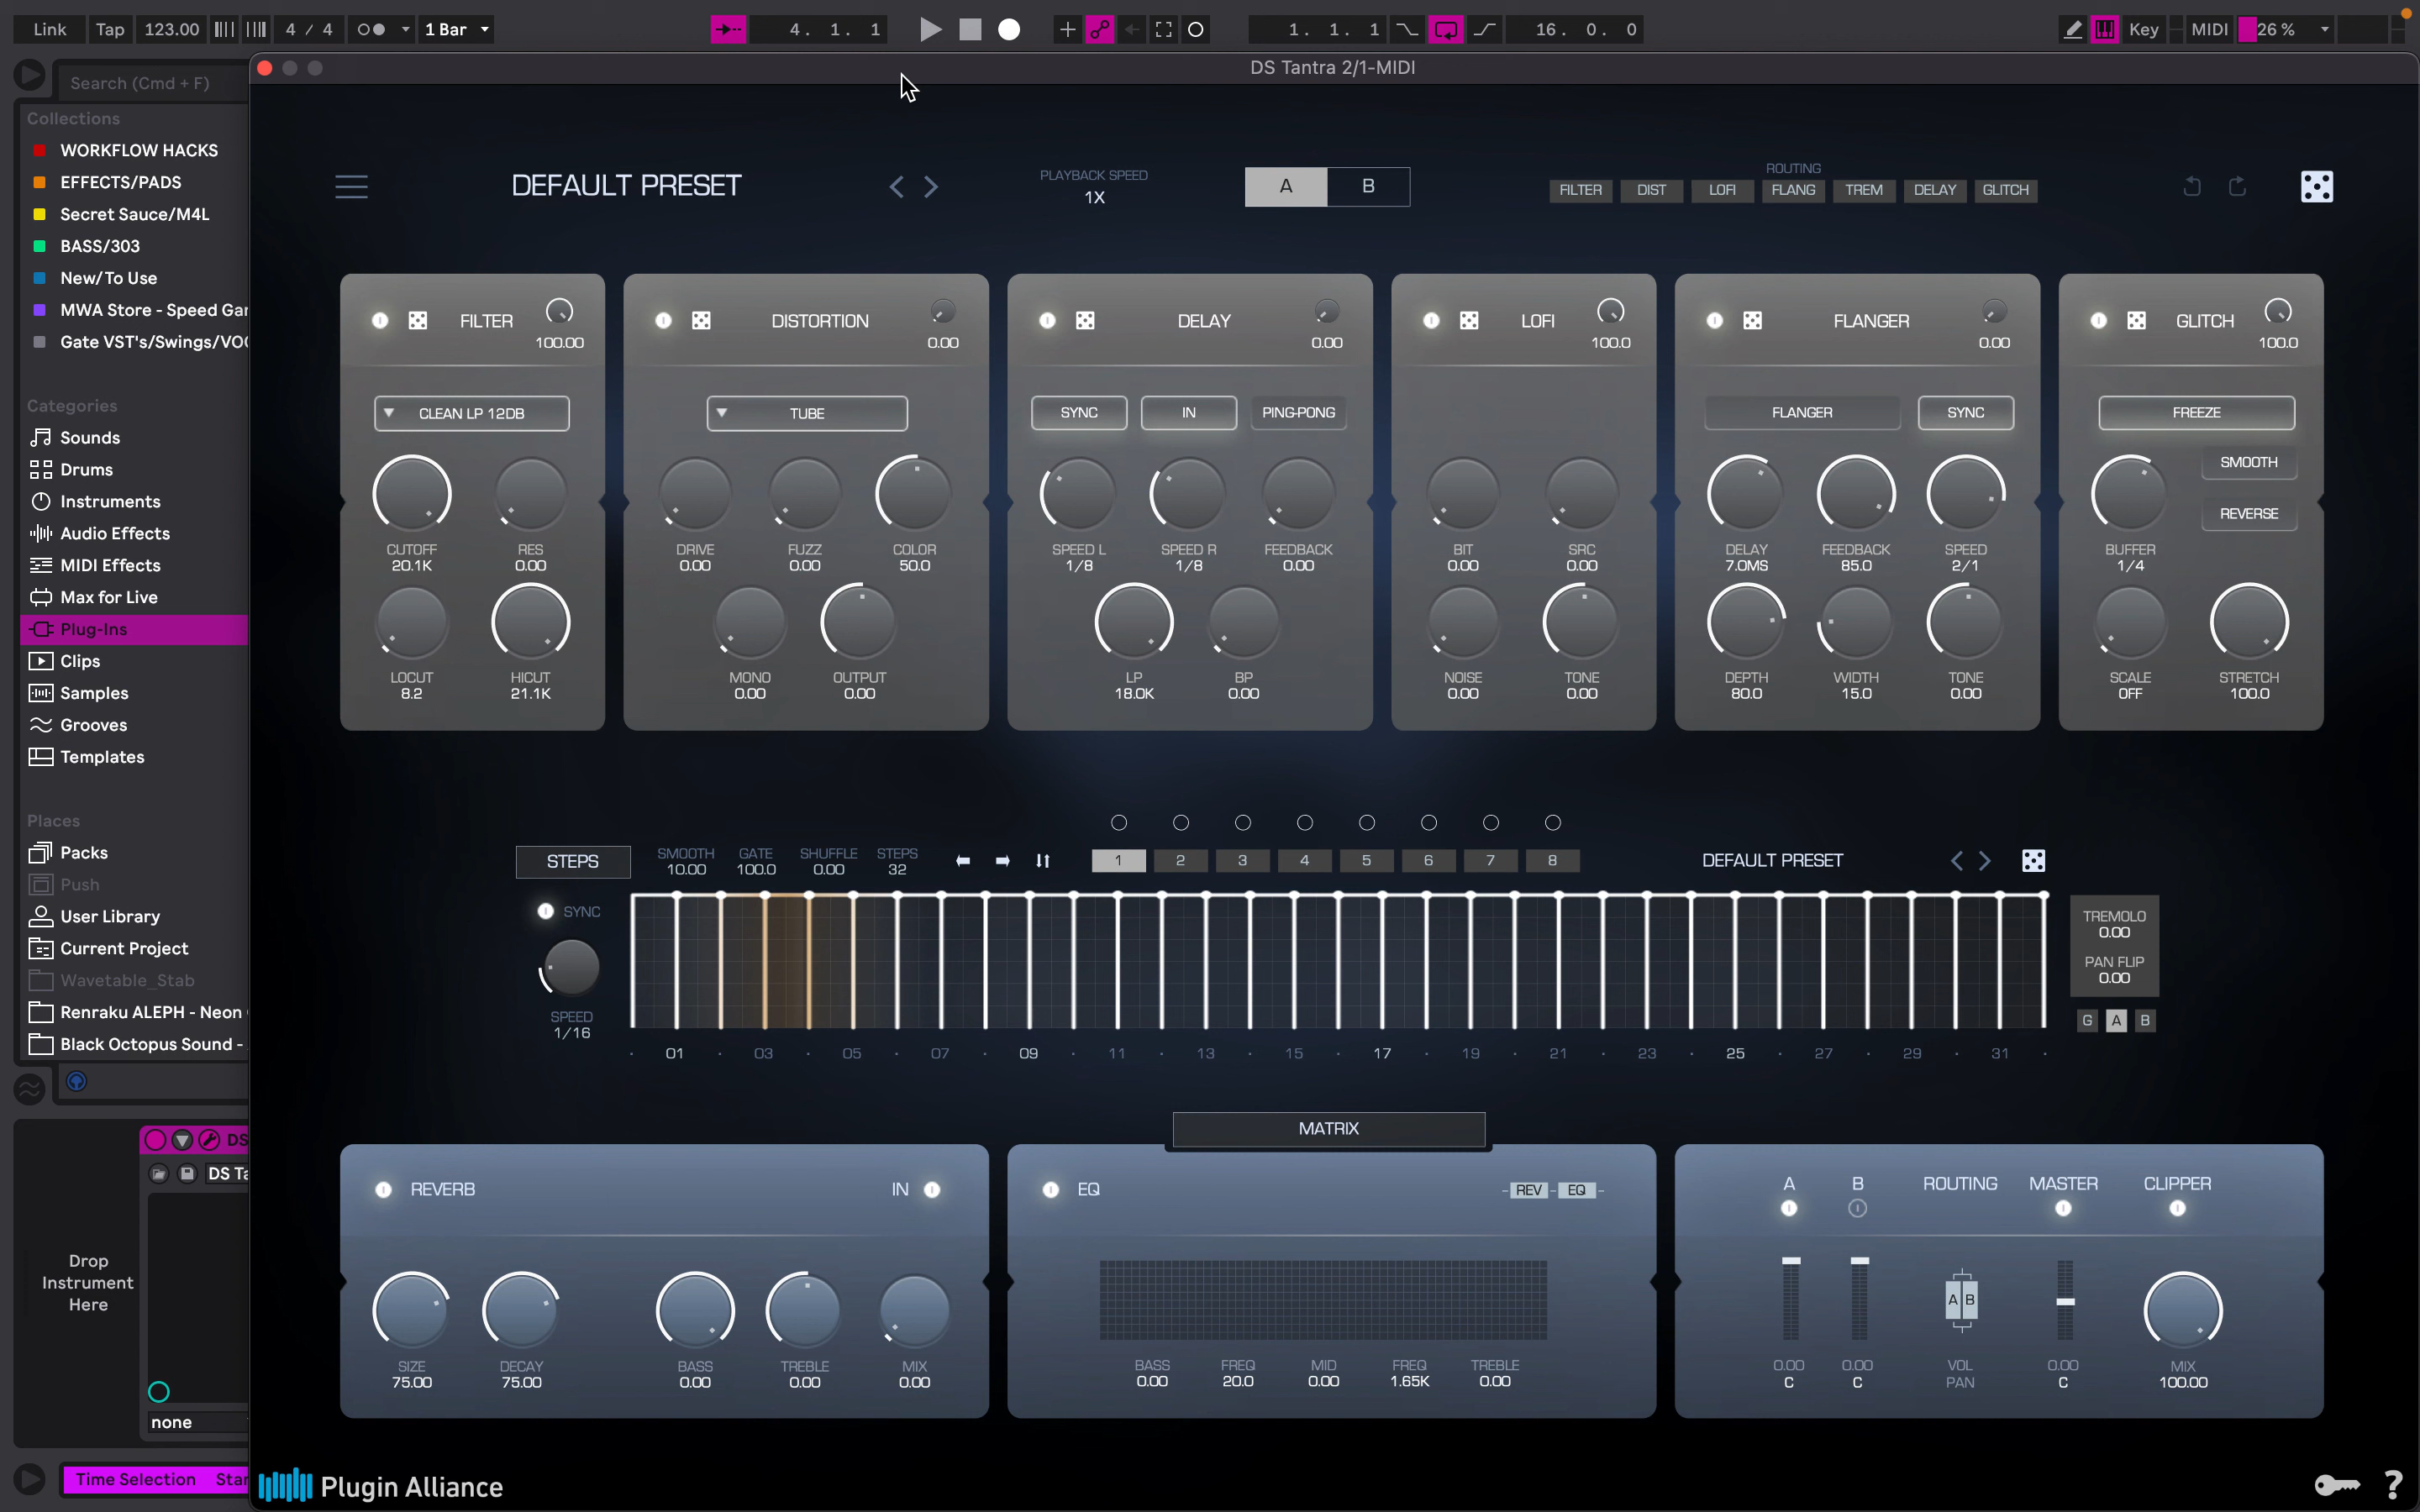 Link Tap 123.00 4 / 4 1 Bar 4. 1. 1 1. 1. 1 16. 0. 0 Key MIDI 26 %
DS Tantra 2/1-MIDI
Search (Cmd + F)
Collections
WORKFLOW HACKS
EFFECTS/PADS
Secret Sauce/M4L
BASS/303
New/To Use
MWA Store - Speed Gar
Gate VST's/Swings/VO
Categories
Sounds
Drums
Instruments
Audio Effects
MIDI Effects
Max for Live
Plug-Ins
Clips
Samples
Grooves
Templates
Places
Packs
Push
User Library
Current Project
Wavetable_Stab
Renraku ALEPH - Neon
Black Octopus Sound -
DS
DS Ta
Drop
Instrument
Here
none
Time Selection Star
DEFAULT PRESET
PLAYBACK SPEED
1X
A B
ROUTING
FILTER DIST LOFI FLANG TREM DELAY GLITCH
FILTER
100.00
CLEAN LP 12DB
CUTOFF RES
20.1K 0.00
LOCUT HICUT
8.2 21.1K
DISTORTION
0.00
TUBE
DRIVE FUZZ COLOR
0.00 0.00 50.0
MONO OUTPUT
0.00 0.00
DELAY
0.00
SYNC IN PING-PONG
SPEED L SPEED R FEEDBACK
1/8 1/8 0.00
LP BP
18.0K 0.00
LOFI
100.0
BIT SRC
0.00 0.00
NOISE TONE
0.00 0.00
FLANGER
0.00
FLANGER SYNC
DELAY FEEDBACK SPEED
7.0MS 85.0 2/1
DEPTH WIDTH TONE
80.0 15.0 0.00
GLITCH
100.0
FREEZE
SMOOTH
REVERSE
BUFFER
1/4
SCALE STRETCH
OFF 100.0
STEPS
SMOOTH GATE SHUFFLE STEPS
10.00 100.0 0.00 32
1 2 3 4 5 6 7 8
DEFAULT PRESET
SYNC
SPEED
1/16
01 03 05 07 09 11 13 15 17 19 21 23 25 27 29 31
TREMOLO
0.00
PAN FLIP
0.00
G A B
MATRIX
REVERB IN
SIZE DECAY BASS TREBLE MIX
75.00 75.00 0.00 0.00 0.00
EQ REV EQ
BASS FREQ MID FREQ TREBLE
0.00 20.0 0.00 1.65K 0.00
A B ROUTING MASTER CLIPPER
A B
0.00 0.00 VOL 0.00 MIX
C C PAN C 100.00
Plugin Alliance ?